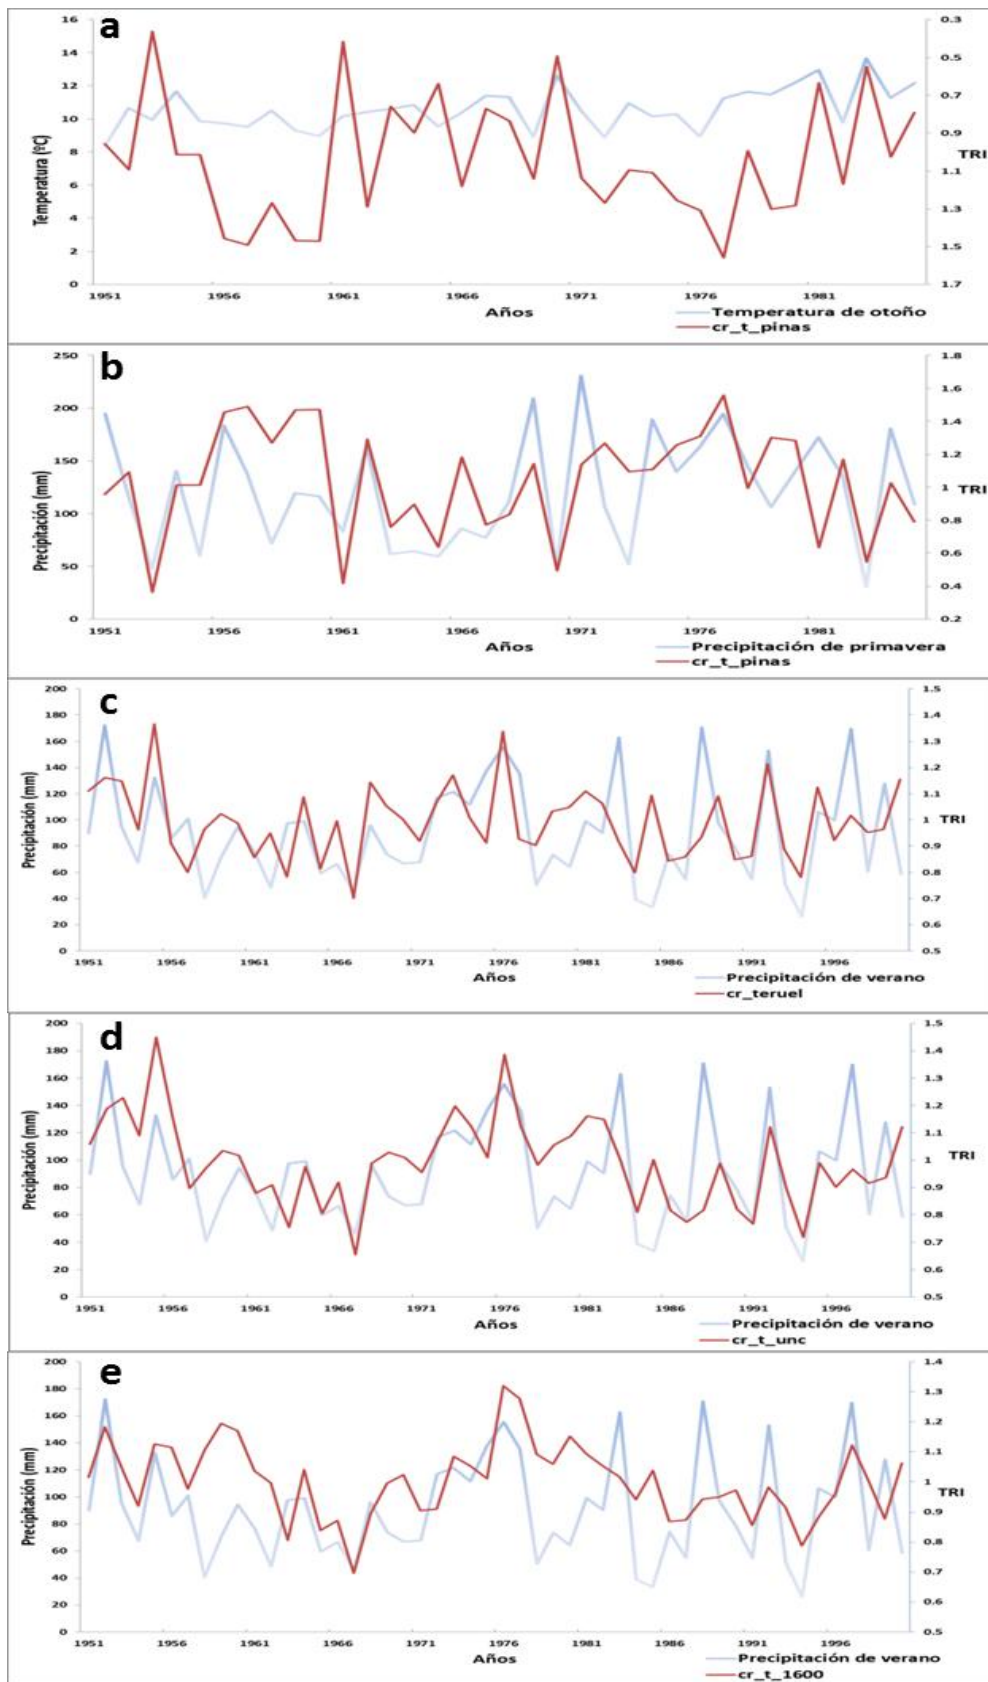 a
16
14
12
10
8
6
4
2
0
Temperatura (ºC)
0.3
0.5
0.7
0.9
1.1
1.3
1.5
1.7
TRI
1951 1956 1961 1966 1971 1976 1981
Años
Temperatura de otoño
cr_t_pinas
b
250
200
150
100
50
0
Precipitación (mm)
1.8
1.6
1.4
1.2
1
0.8
0.6
0.4
0.2
TRI
1951 1956 1961 1966 1971 1976 1981
Años
Precipitación de primavera
cr_t_pinas
c
200
180
160
140
120
100
80
60
40
20
0
Precipitación (mm)
1.5
1.4
1.3
1.2
1.1
1
0.9
0.8
0.7
0.6
0.5
TRI
1951 1956 1961 1966 1971 1976 1981 1986 1991 1996
Años
Precipitación de verano
cr_teruel
d
200
180
160
140
120
100
80
60
40
20
0
Precipitación (mm)
1.5
1.4
1.3
1.2
1.1
1
0.9
0.8
0.7
0.6
0.5
TRI
1951 1956 1961 1966 1971 1976 1981 1986 1991 1996
Años
Precipitación de verano
cr_t_unc
e
200
180
160
140
120
100
80
60
40
20
0
Precipitación (mm)
1.4
1.3
1.2
1.1
1
0.9
0.8
0.7
0.6
0.5
TRI
1951 1956 1961 1966 1971 1976 1981 1986 1991 1996
Años
Precipitación de verano
cr_t_1600